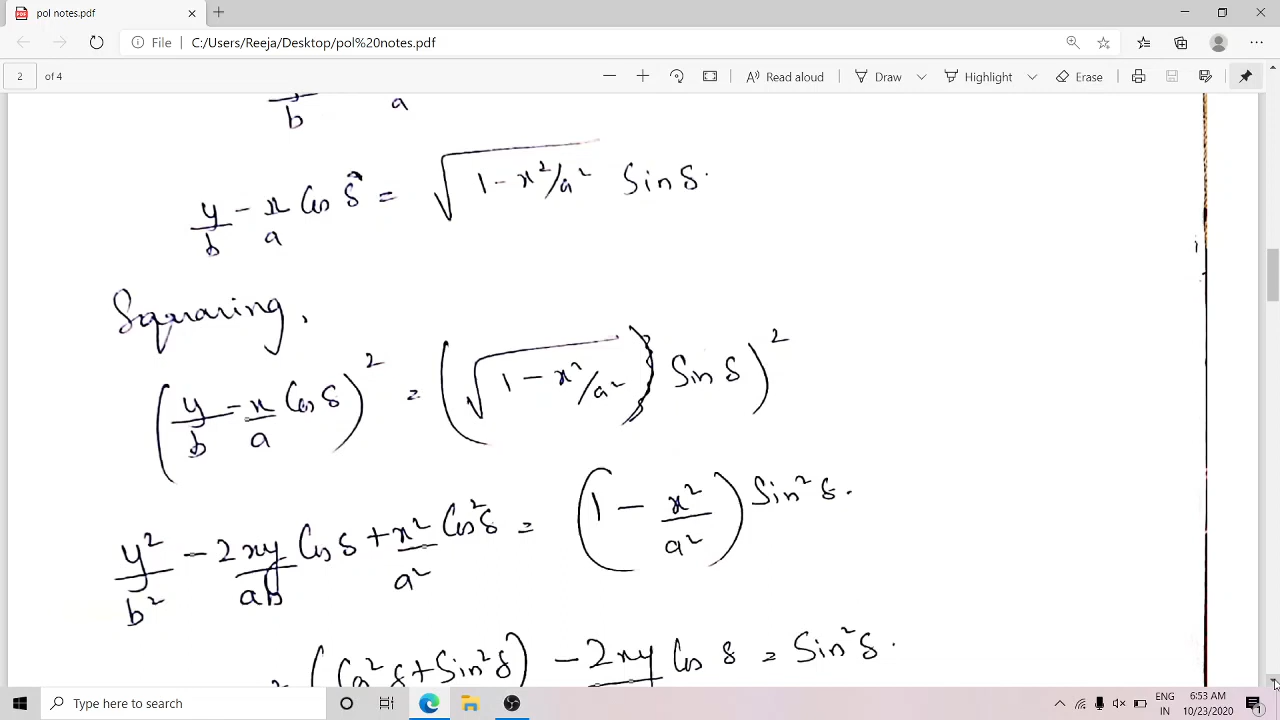 pol notes.pdf
File C:/Users/Reeja/Desktop/pol%20notes.pdf
2 of 4 Read aloud Draw Highlight Erase
b a
y/b - x/a Cos δ = √(1 - x²/a²) Sin δ.
Squaring,
(y/b - x/a Cos δ)² = (√(1 - x²/a²)) Sin δ)²
y²/b² - 2xy/ab Cos δ + x²/a² Cos²δ = (1 - x²/a²) Sin²δ.
(Cos²δ + Sin²δ) - 2xy Cos δ = Sin²δ.
Type here to search
ENG 6:53 AM
IN 10/23/2020
1